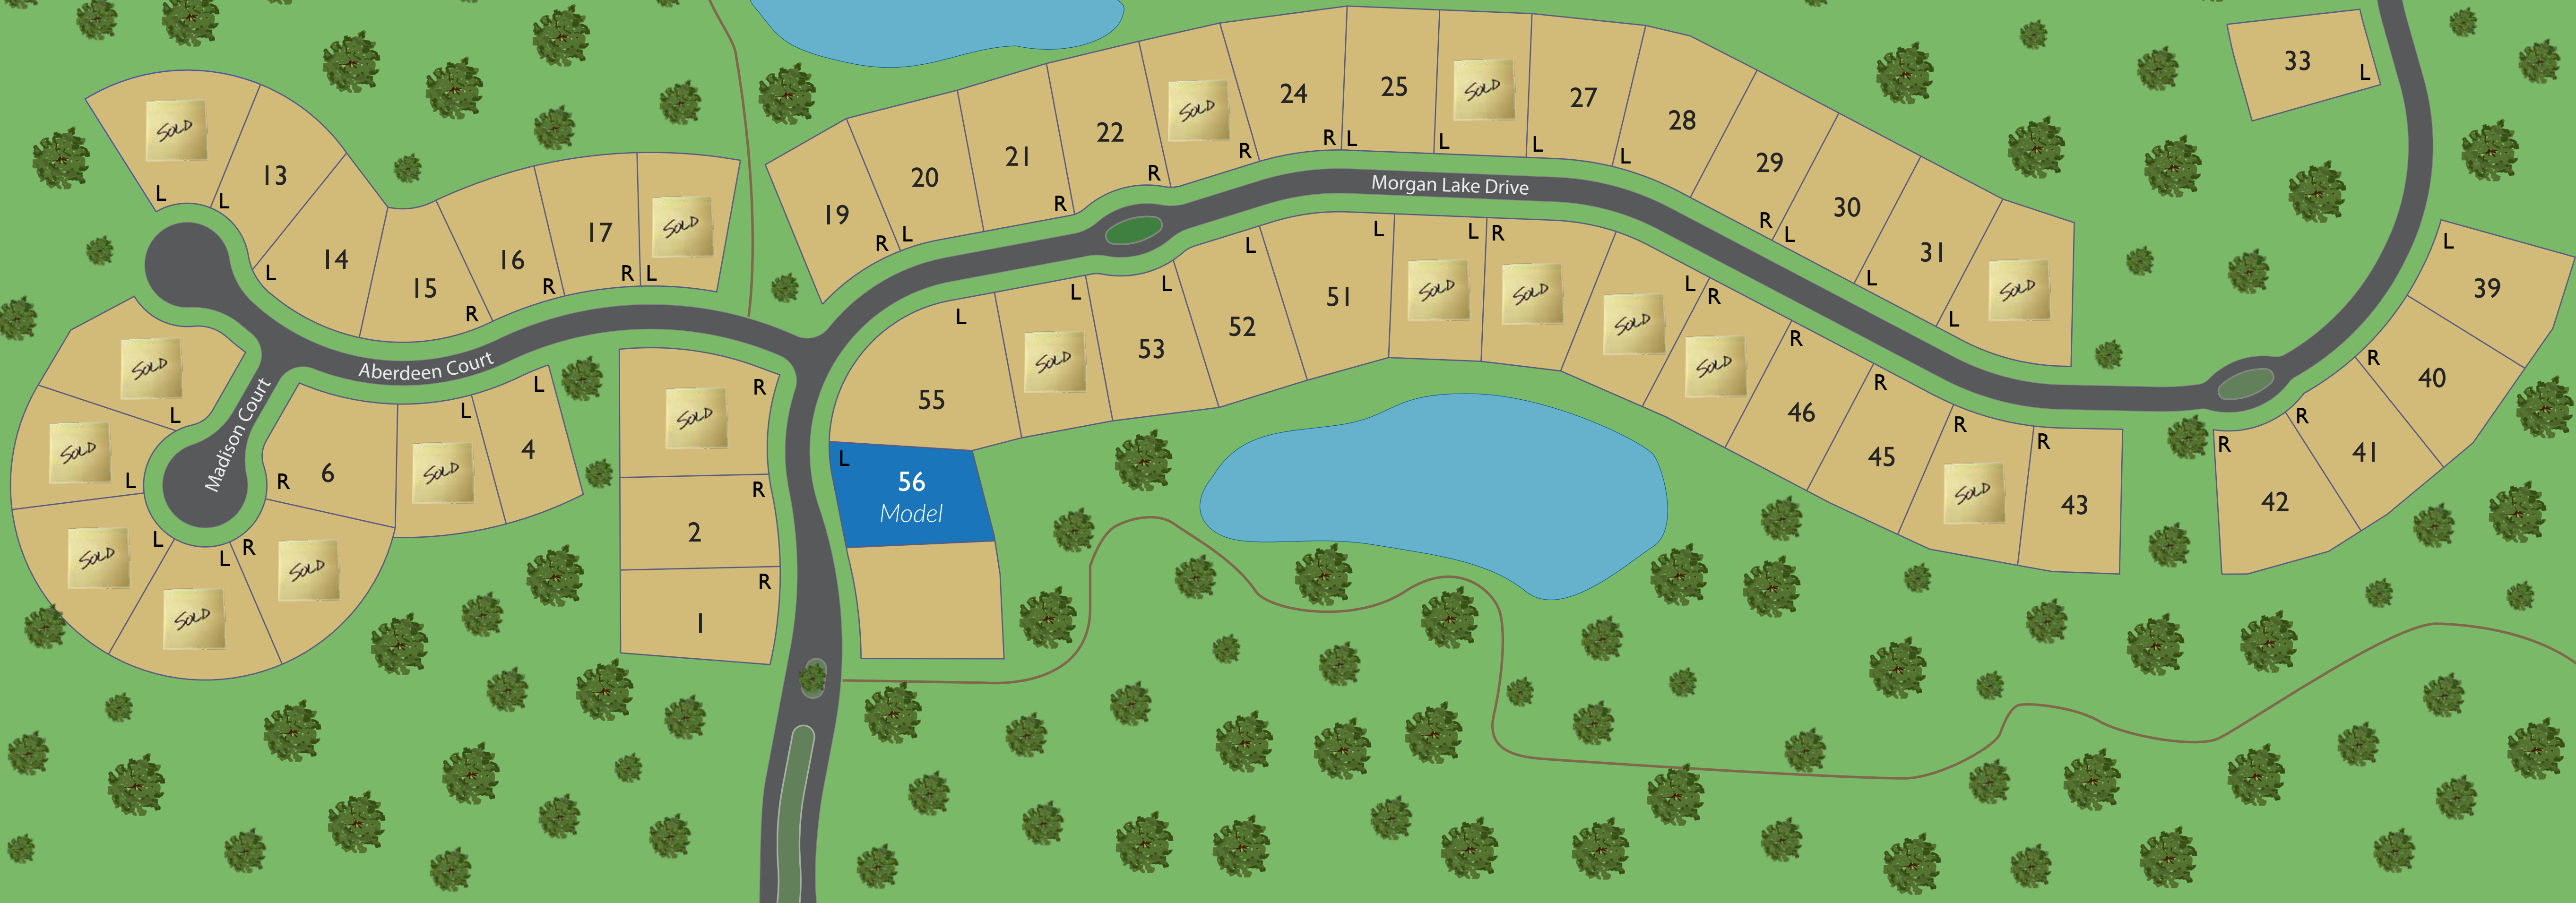 33
L
SOLD
L
13
L
14
L
15
R
16
R
17
R
SOLD
L
19
R
20
L
21
R
22
R
SOLD
R
24
R
25
L
SOLD
L
27
L
28
L
29
R
30
L
31
L
SOLD
L
Morgan Lake Drive
Aberdeen Court
Madison Court
SOLD
L
SOLD
L
SOLD
L
SOLD
L
SOLD
R
6
R
SOLD
L
4
L
SOLD
R
2
R
1
R
55
L
SOLD
L
53
L
52
L
51
L
SOLD
L
SOLD
R
SOLD
L
SOLD
R
46
R
45
R
SOLD
R
43
R
56
Model
L
39
L
40
R
41
R
42
R